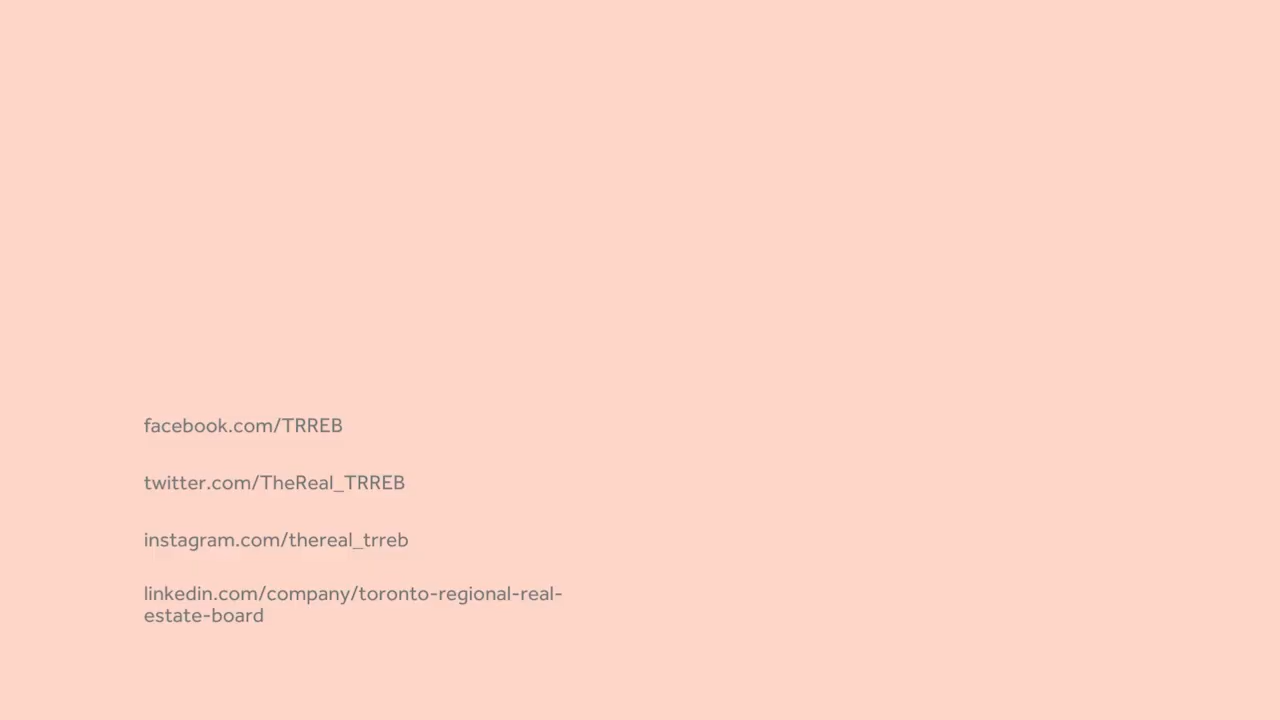 facebook.com/TRREB
twitter.com/TheReal_TRREB
instagram.com/thereal_trreb
linkedin.com/company/toronto-regional-real-
estate-board